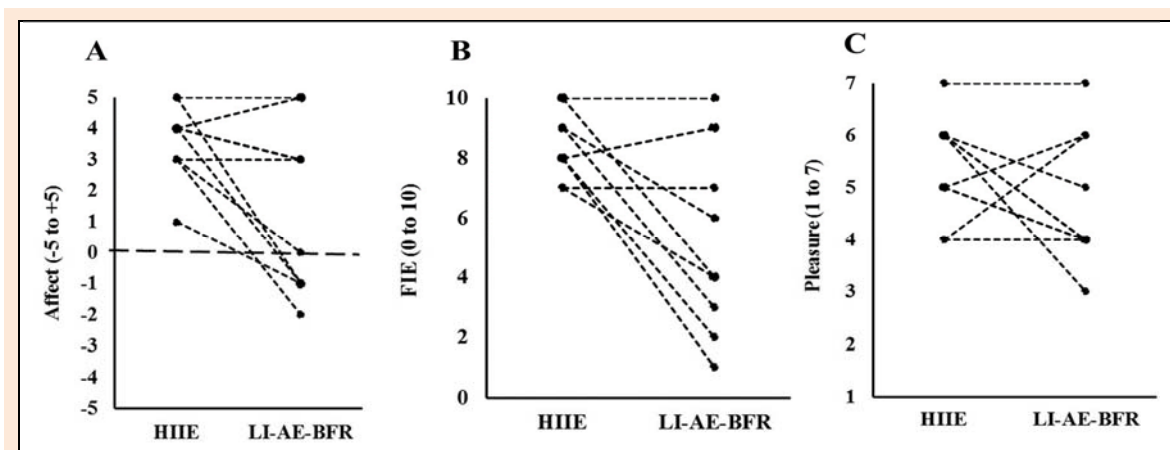 A
Affect (-5 to +5)
5
4
3
2
1
0
-1
-2
-3
-4
-5
HIIE LI-AE-BFR
B
FIE (0 to 10)
10
8
6
4
2
0
HIIE LI-AE-BFR
C
Pleasure (1 to 7)
7
6
5
4
3
2
1
HIIE LI-AE-BFR